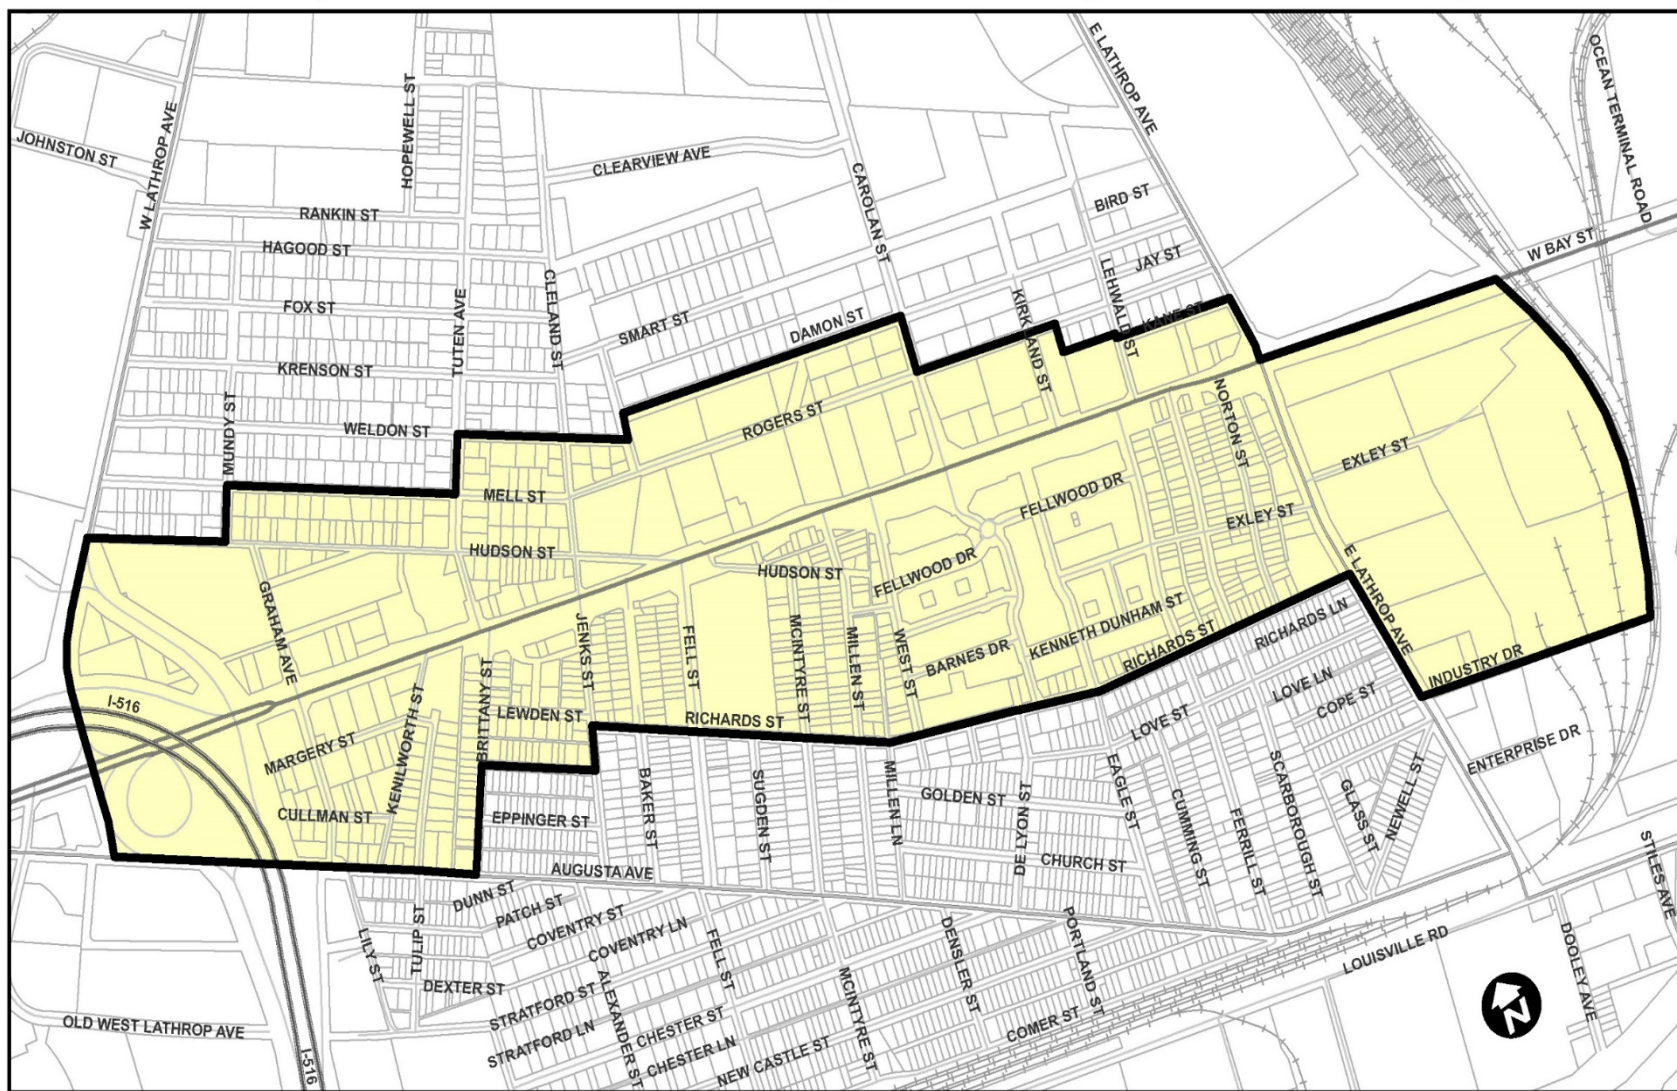 E LATHROP AVE
OCEAN TERMINAL ROAD
JOHNSTON ST
W LATHROP AVE
HOPEWELL ST
CLEARVIEW AVE
CAROLAN ST
BIRD ST
RANKIN ST
HAGOOD ST
W BAY ST
JAY ST
LEHWALD ST
CLELAND ST
FOX ST
TUTEN AVE
SMART ST
DAMON ST
KIRKLAND ST
KANE ST
KRENSON ST
MUNDY ST
WELDON ST
ROGERS ST
NORTON ST
EXLEY ST
MELL ST
FELLWOOD DR
EXLEY ST
HUDSON ST
HUDSON ST
FELLWOOD DR
E LATHROP AVE
GRAHAM AVE
JENKS ST
FELL ST
MCINTYRE ST
MILLEN ST
WEST ST
BARNES DR
KENNETH DUNHAM ST
RICHARDS ST
RICHARDS LN
INDUSTRY DR
I-516
MARGERY ST
KENILWORTH ST
BRITTANY ST
LEWDEN ST
RICHARDS ST
LOVE LN
COPE ST
LOVE ST
ENTERPRISE DR
CULLMAN ST
EPPINGER ST
BAKER ST
SUGDEN ST
MILLEN LN
GOLDEN ST
DE LYON ST
EAGLE ST
CUMMING ST
FERRILL ST
SCARBOROUGH ST
GLASS ST
NEWELL ST
CHURCH ST
AUGUSTA AVE
STILES AVE
DUNN ST
PATCH ST
COVENTRY ST
COVENTRY LN
LILY ST
TULIP ST
DEXTER ST
FELL ST
DENSLER ST
PORTLAND ST
LOUISVILLE RD
DOOLEY AVE
STRATFORD ST
STRATFORD LN
ALEXANDER ST
CHESTER ST
CHESTER LN
NEW CASTLE ST
MCINTYRE ST
COMER ST
OLD WEST LATHROP AVE
I-516
N